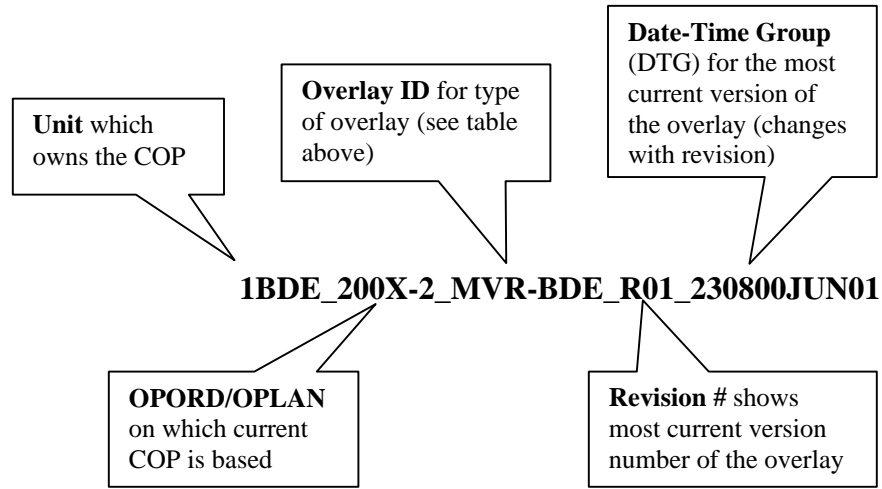 Date-Time Group
(DTG) for the most
current version of
the overlay (changes
with revision)
Overlay ID for type
of overlay (see table
above)
Unit which
owns the COP
1BDE_200X-2_MVR-BDE_R01_230800JUN01
OPORD/OPLAN
on which current
COP is based
Revision # shows
most current version
number of the overlay